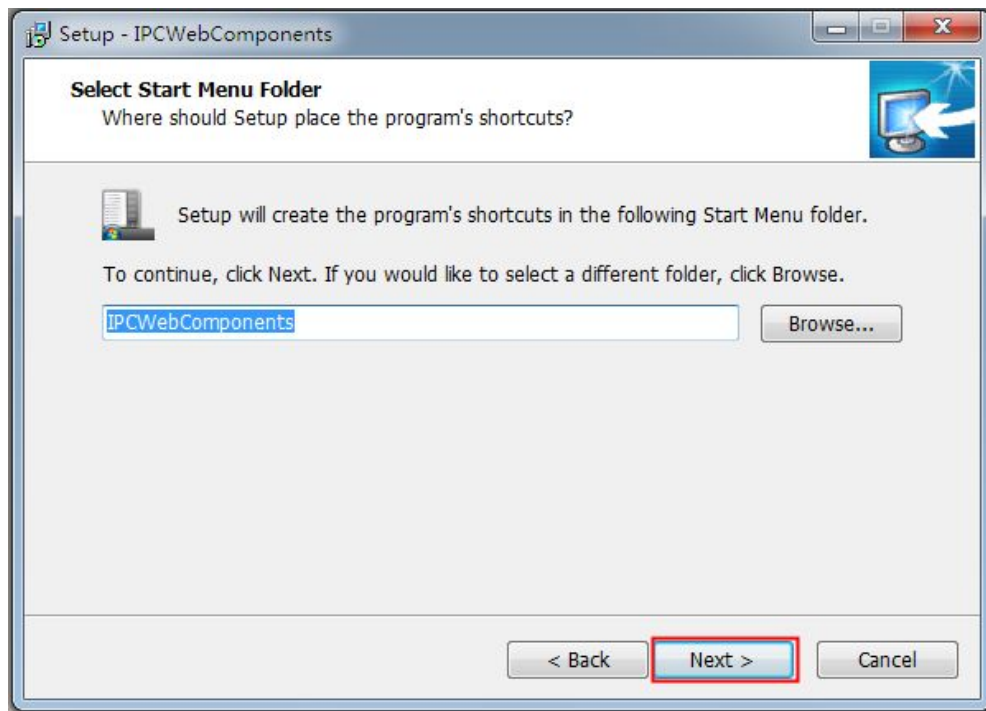 Setup - IPCWebComponents
Select Start Menu Folder
Where should Setup place the program's shortcuts?
Setup will create the program's shortcuts in the following Start Menu folder.
To continue, click Next. If you would like to select a different folder, click Browse.
IPCWebComponents
Browse...
< Back
Next >
Cancel